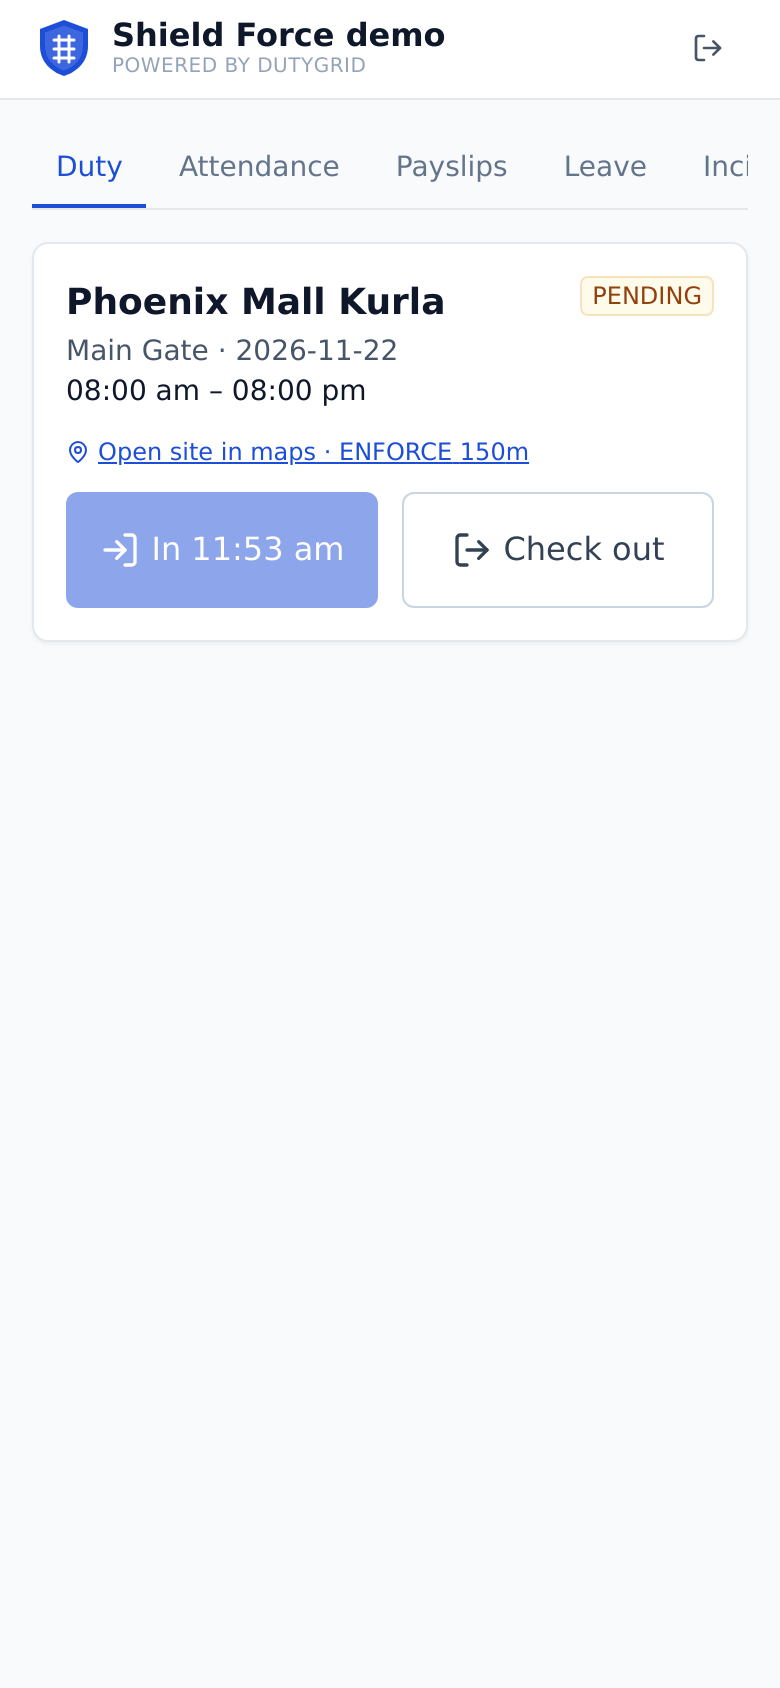 Shield Force demo
POWERED BY DUTYGRID
Duty Attendance Payslips Leave Inci
Phoenix Mall Kurla PENDING
Main Gate · 2026-11-22
08:00 am – 08:00 pm
Open site in maps · ENFORCE 150m
In 11:53 am Check out